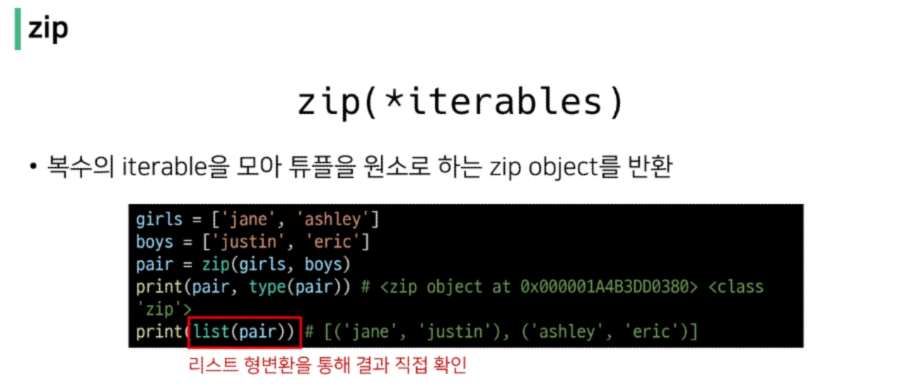 zip
zip(*iterables)
• 복수의 iterable을 모아 튜플을 원소로 하는 zip object를 반환
girls = ['jane', 'ashley']
boys = ['justin', 'eric']
pair = zip(girls, boys)
print(pair, type(pair)) # <zip object at 0x000001A4B3DD0380> <class
'zip'>
print(list(pair)) # [('jane', 'justin'), ('ashley', 'eric')]
리스트 형변환을 통해 결과 직접 확인